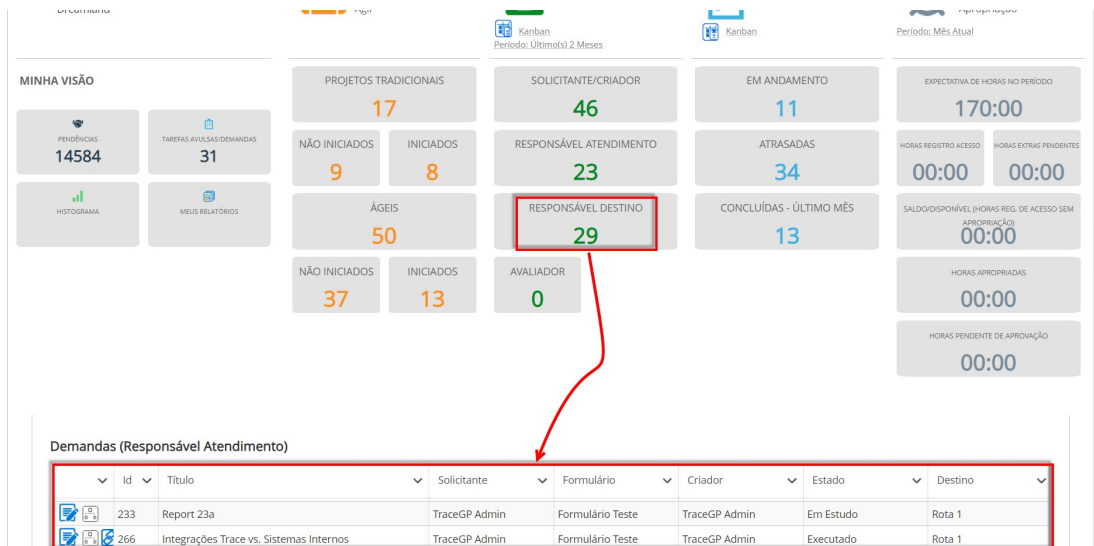 Dreamland
Ágil
Apropriação
Kanban
Período: Último(s) 2 Meses
Kanban
Período: Mês Atual
MINHA VISÃO
PENDÊNCIAS
14584
TAREFAS AVULSAS/DEMANDAS
31
HISTOGRAMA
MEUS RELATÓRIOS
PROJETOS TRADICIONAIS
17
NÃO INICIADOS
9
INICIADOS
8
ÁGEIS
50
NÃO INICIADOS
37
INICIADOS
13
SOLICITANTE/CRIADOR
46
RESPONSÁVEL ATENDIMENTO
23
RESPONSÁVEL DESTINO
29
AVALIADOR
0
EM ANDAMENTO
11
ATRASADAS
34
CONCLUÍDAS - ÚLTIMO MÊS
13
EXPECTATIVA DE HORAS NO PERÍODO
170:00
HORAS REGISTRO ACESSO
00:00
HORAS EXTRAS PENDENTES
00:00
SALDO/DISPONÍVEL (HORAS REG. DE ACESSO SEM
APROPRIAÇÃO)
00:00
HORAS APROPRIADAS
00:00
HORAS PENDENTE DE APROVAÇÃO
00:00
Demandas (Responsável Atendimento)
Id Título Solicitante Formulário Criador Estado Destino
233 Report 23a TraceGP Admin Formulário Teste TraceGP Admin Em Estudo Rota 1
266 Integrações Trace vs. Sistemas Internos TraceGP Admin Formulário Teste TraceGP Admin Executado Rota 1